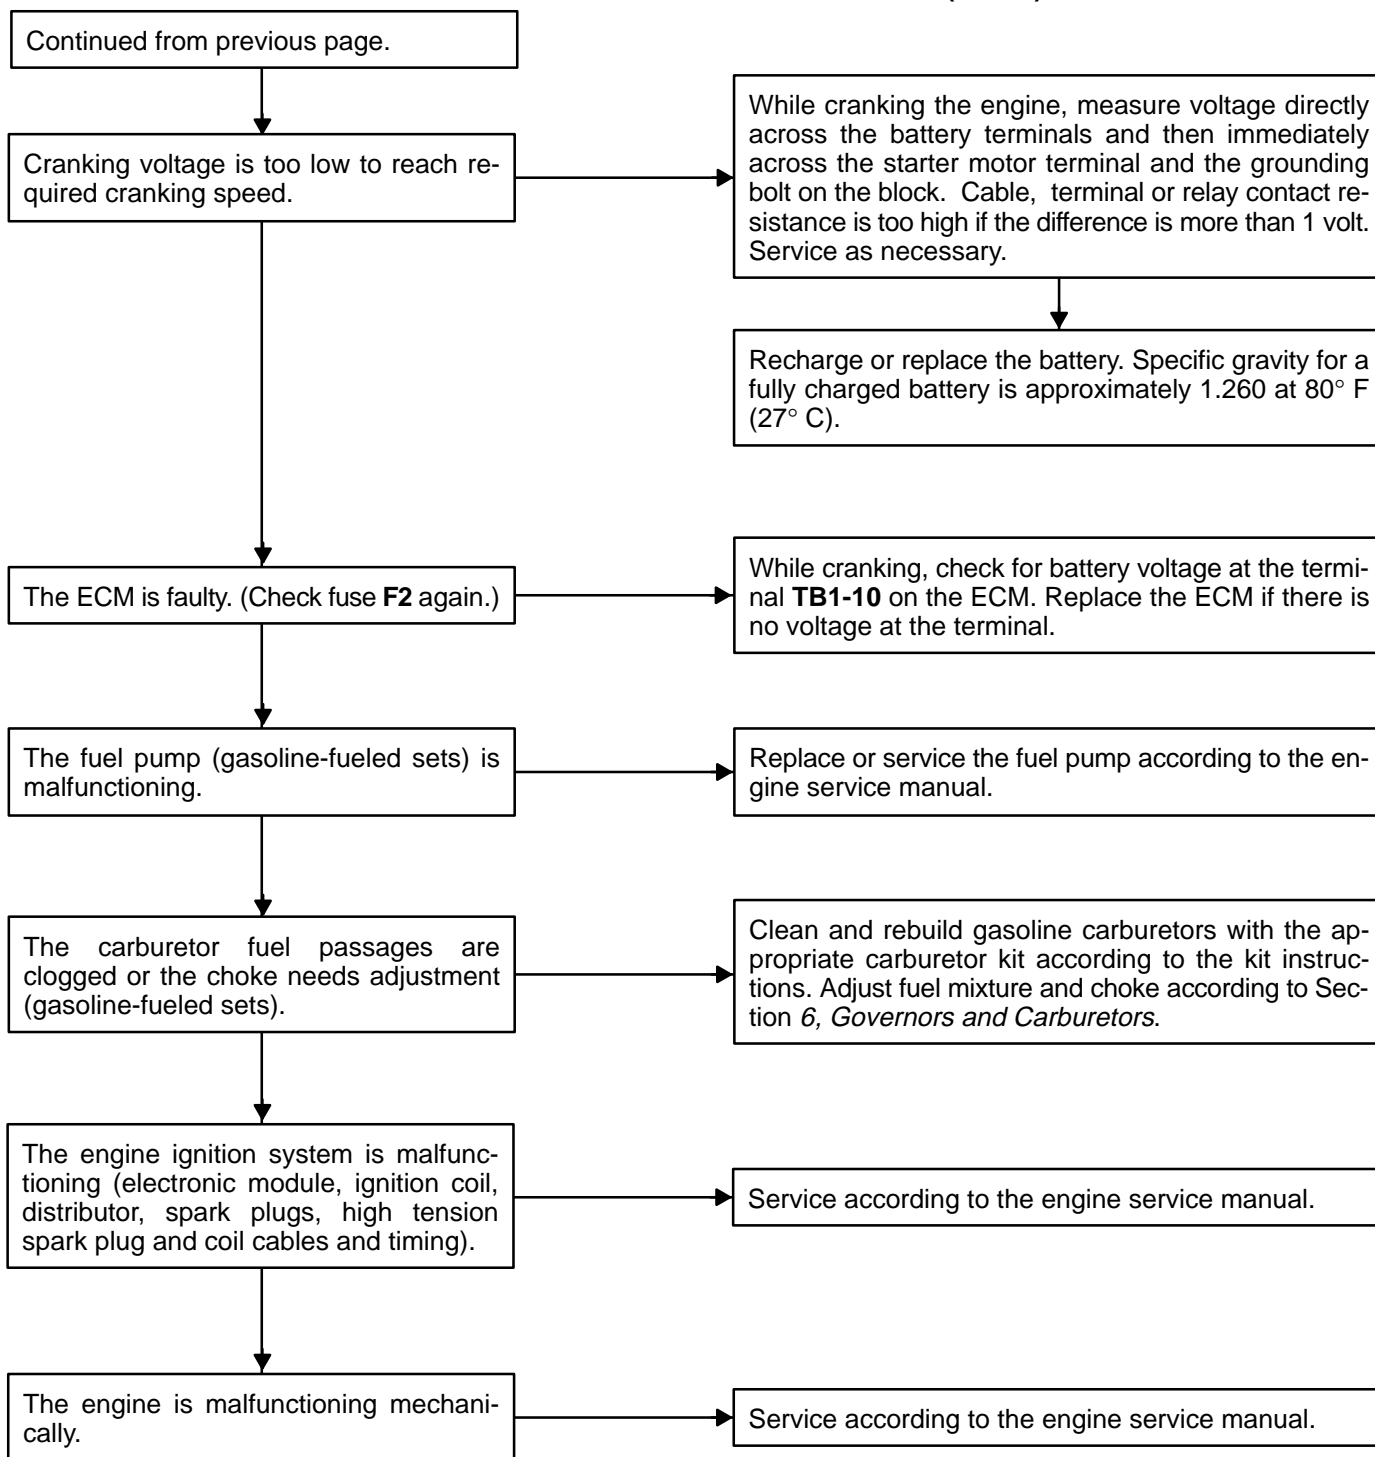 Continued from previous page.
While cranking the engine, measure voltage directly
across the battery terminals and then immediately
across the starter motor terminal and the grounding
bolt on the block. Cable, terminal or relay contact re-
sistance is too high if the difference is more than 1 volt.
Service as necessary.
Cranking voltage is too low to reach re-
quired cranking speed.
Recharge or replace the battery. Specific gravity for a
fully charged battery is approximately 1.260 at 80° F
(27° C).
The ECM is faulty. (Check fuse F2 again.)
While cranking, check for battery voltage at the termi-
nal TB1-10 on the ECM. Replace the ECM if there is
no voltage at the terminal.
The fuel pump (gasoline-fueled sets) is
malfunctioning.
Replace or service the fuel pump according to the en-
gine service manual.
The carburetor fuel passages are
clogged or the choke needs adjustment
(gasoline-fueled sets).
Clean and rebuild gasoline carburetors with the ap-
propriate carburetor kit according to the kit instruc-
tions. Adjust fuel mixture and choke according to Sec-
tion 6, Governors and Carburetors.
The engine ignition system is malfunc-
tioning (electronic module, ignition coil,
distributor, spark plugs, high tension
spark plug and coil cables and timing).
Service according to the engine service manual.
The engine is malfunctioning mechani-
cally.
Service according to the engine service manual.